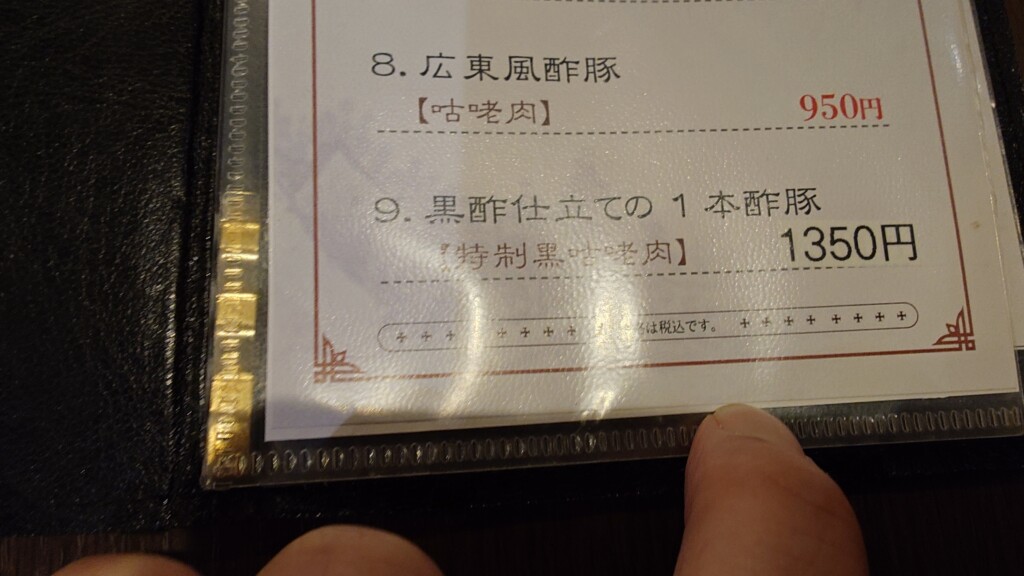 8. 広東風酢豚
【咕咾肉】 950円
9. 黒酢仕立ての1本酢豚
【特制黒咕咾肉】 1350円
は税込です。